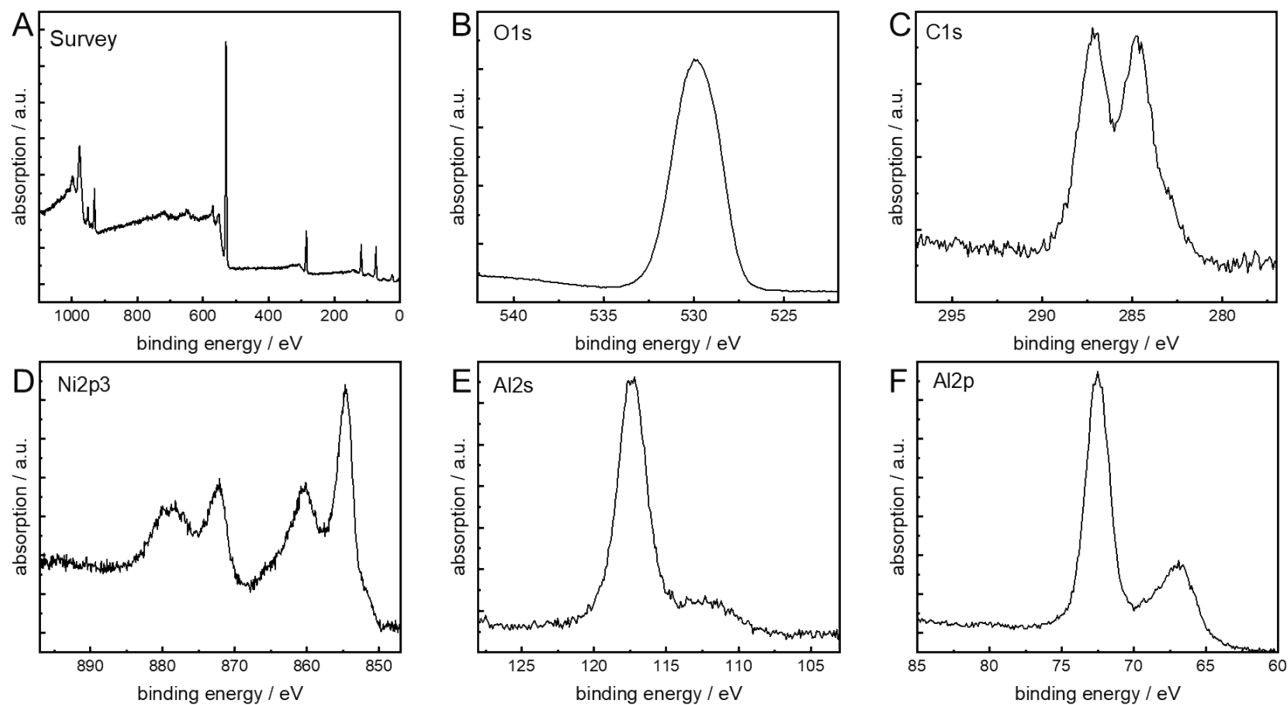 A
Survey
absorption / a.u.
1000 800 600 400 200 0
binding energy / eV
B
O1s
absorption / a.u.
540 535 530 525
binding energy / eV
C
C1s
absorption / a.u.
295 290 285 280
binding energy / eV
D
Ni2p3
absorption / a.u.
890 880 870 860 850
binding energy / eV
E
Al2s
absorption / a.u.
125 120 115 110 105
binding energy / eV
F
Al2p
absorption / a.u.
85 80 75 70 65 60
binding energy / eV